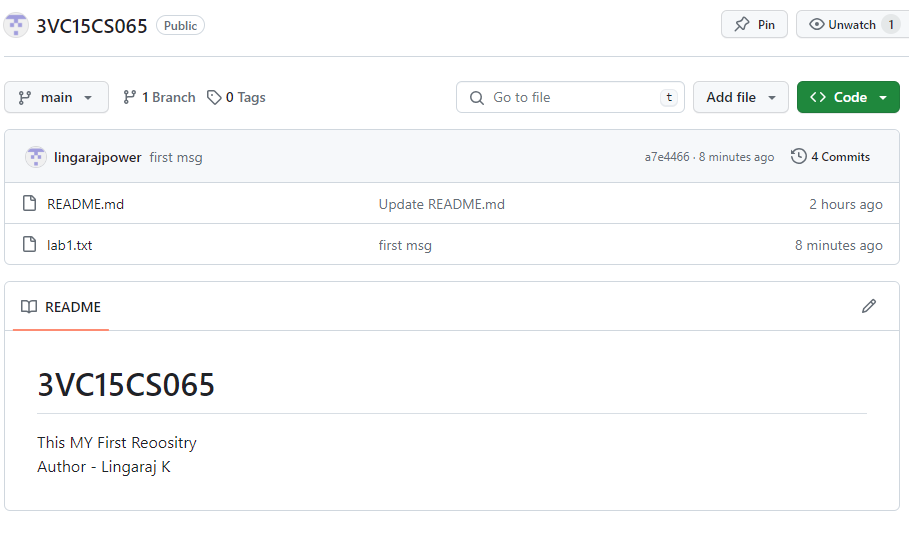 3VC15CS065 Public Pin Unwatch 1
main 1 Branch 0 Tags Go to file t Add file Code
lingarajpower first msg a7e4466 · 8 minutes ago 4 Commits
README.md Update README.md 2 hours ago
lab1.txt first msg 8 minutes ago
README
3VC15CS065
This MY First Reoositry
Author - Lingaraj K